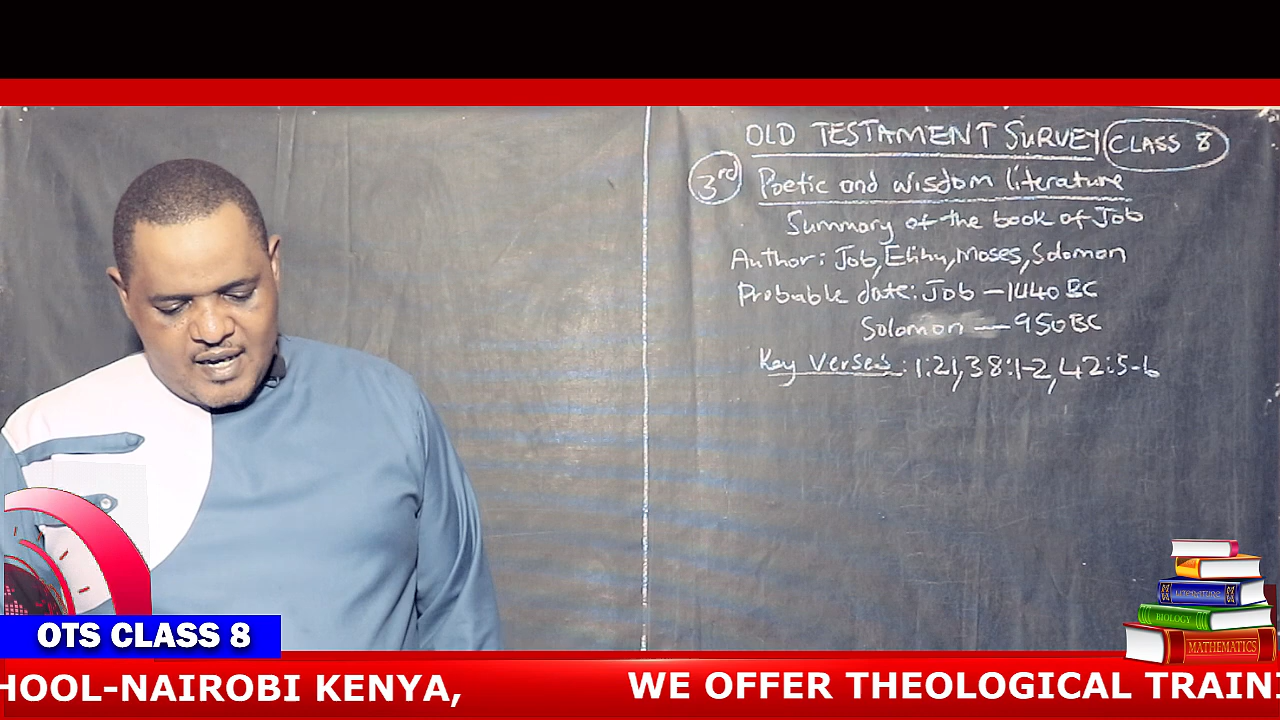 OLD TESTAMENT SURVEY CLASS 8
3rd Poetic and wisdom literature
Summary of the book of Job
Author: Job, Elihu, Moses, Solomon
Probable date: Job - 1440 BC
Solomon - 950 BC
Key Verses: 1:21, 38:1-2, 42:5-6
LITERATURE
BIOLOGY
MATHEMATICS
OTS CLASS 8
HOOL-NAIROBI KENYA, WE OFFER THEOLOGICAL TRAINI